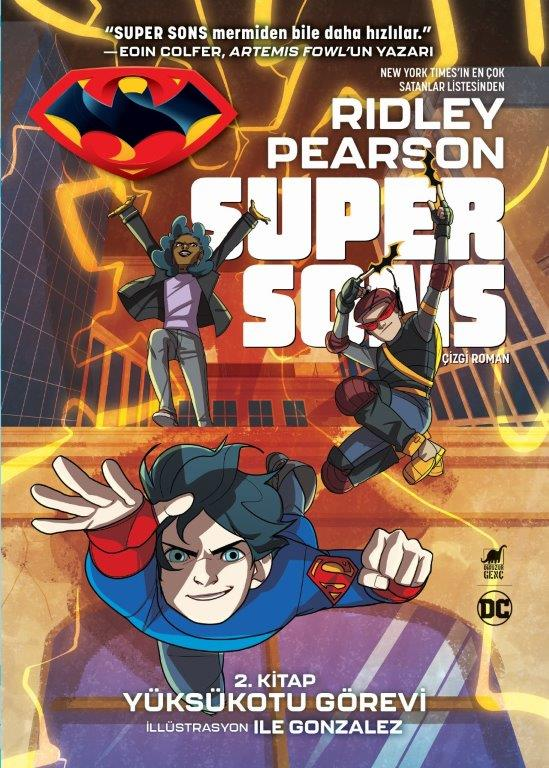 “SUPER SONS mermiden bile daha hızlılar.”
—EOIN COLFER, ARTEMIS FOWL’UN YAZARI
NEW YORK TIMES’IN EN ÇOK
SATANLAR LİSTESİNDEN
RIDLEY
PEARSON
SUPER
SONS
ÇİZGİ ROMAN
DİNOZOR
GENÇ
DC
2. KİTAP
YÜKSÜKOTU GÖREVİ
İLLÜSTRASYON ILE GONZALEZ